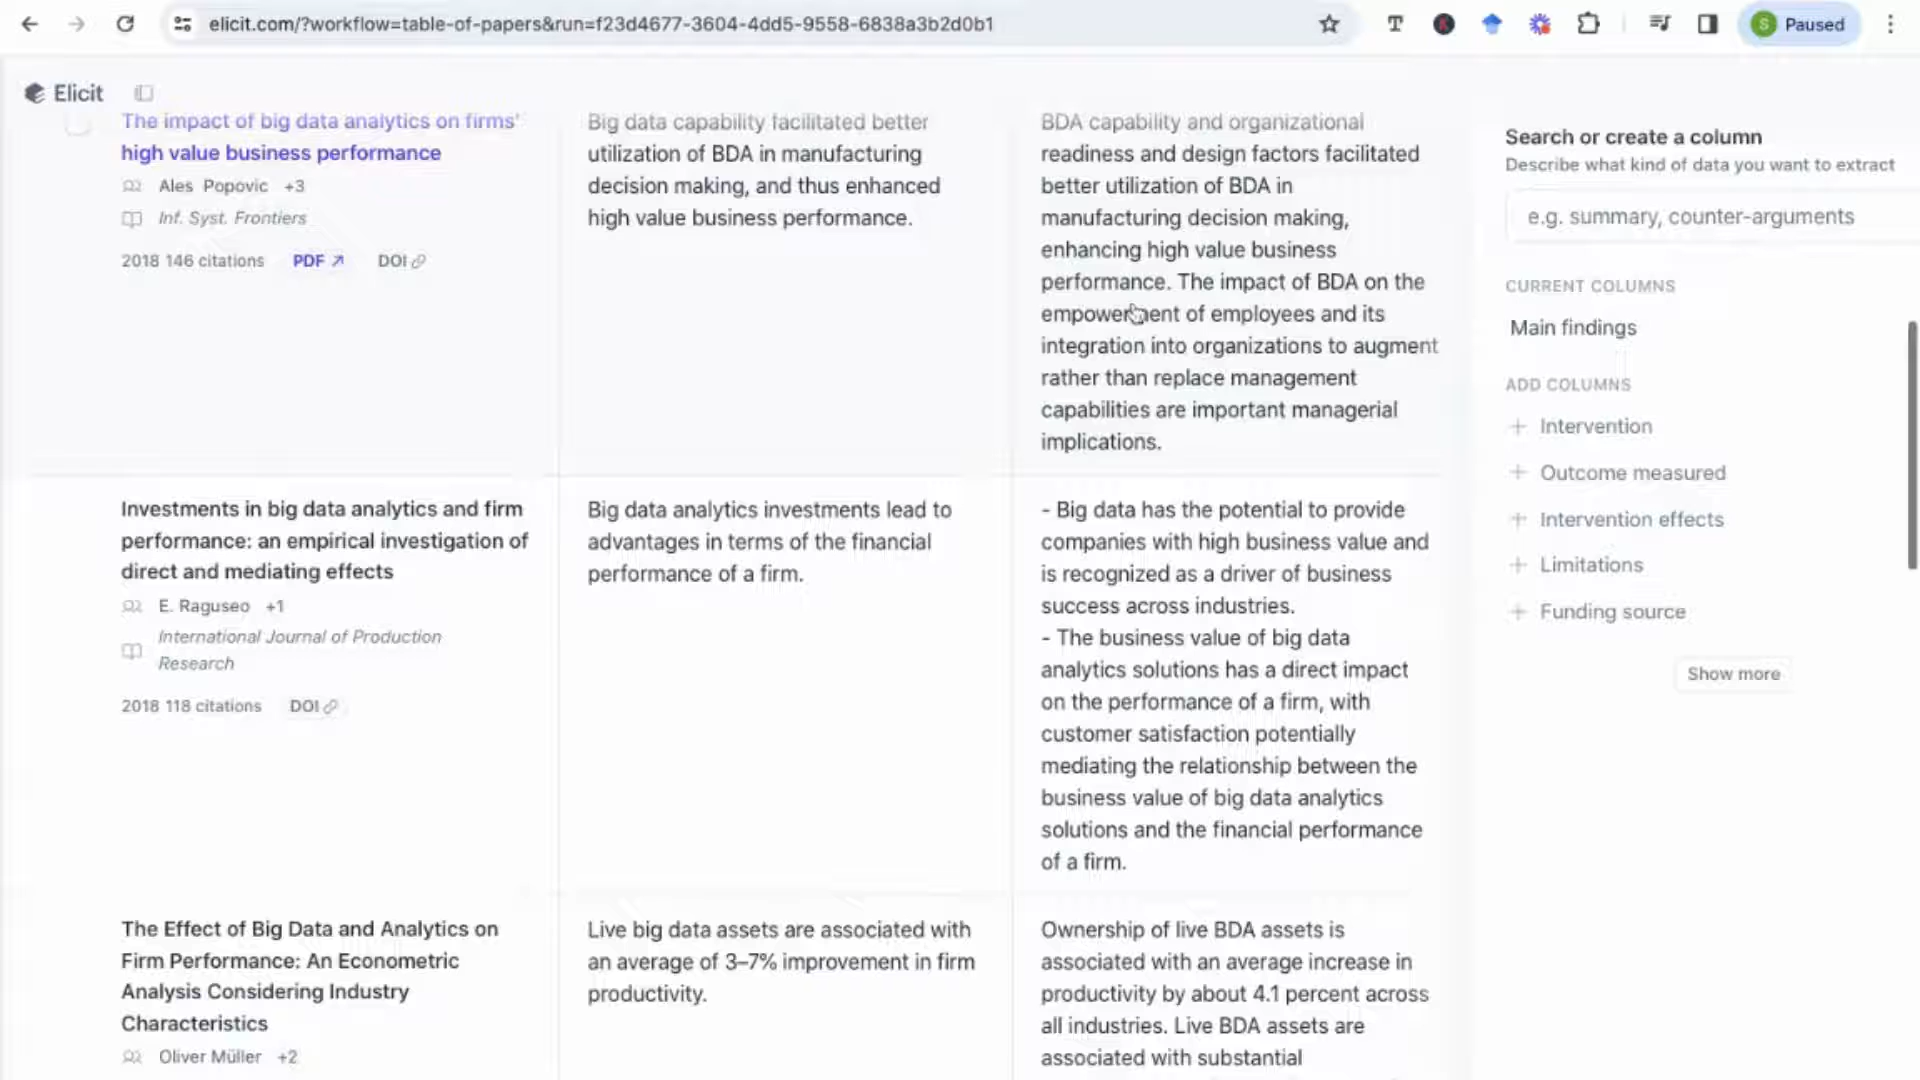 elicit.com/?workflow=table-of-papers&run=f23d4677-3604-4dd5-9558-6838a3b2d0b1
T
S
Paused
Elicit
The impact of big data analytics on firms'
high value business performance
Ales Popovic +3
Inf. Syst. Frontiers
2018 146 citations PDF DOI
Big data capability facilitated better
utilization of BDA in manufacturing
decision making, and thus enhanced
high value business performance.
BDA capability and organizational
readiness and design factors facilitated
better utilization of BDA in
manufacturing decision making,
enhancing high value business
performance. The impact of BDA on the
empowerment of employees and its
integration into organizations to augment
rather than replace management
capabilities are important managerial
implications.
Investments in big data analytics and firm
performance: an empirical investigation of
direct and mediating effects
E. Raguseo +1
International Journal of Production
Research
2018 118 citations DOI
Big data analytics investments lead to
advantages in terms of the financial
performance of a firm.
- Big data has the potential to provide
companies with high business value and
is recognized as a driver of business
success across industries.
- The business value of big data
analytics solutions has a direct impact
on the performance of a firm, with
customer satisfaction potentially
mediating the relationship between the
business value of big data analytics
solutions and the financial performance
of a firm.
The Effect of Big Data and Analytics on
Firm Performance: An Econometric
Analysis Considering Industry
Characteristics
Oliver Müller +2
Live big data assets are associated with
an average of 3–7% improvement in firm
productivity.
Ownership of live BDA assets is
associated with an average increase in
productivity by about 4.1 percent across
all industries. Live BDA assets are
associated with substantial
Search or create a column
Describe what kind of data you want to extract
e.g. summary, counter-arguments
CURRENT COLUMNS
Main findings
ADD COLUMNS
+ Intervention
+ Outcome measured
+ Intervention effects
+ Limitations
+ Funding source
Show more